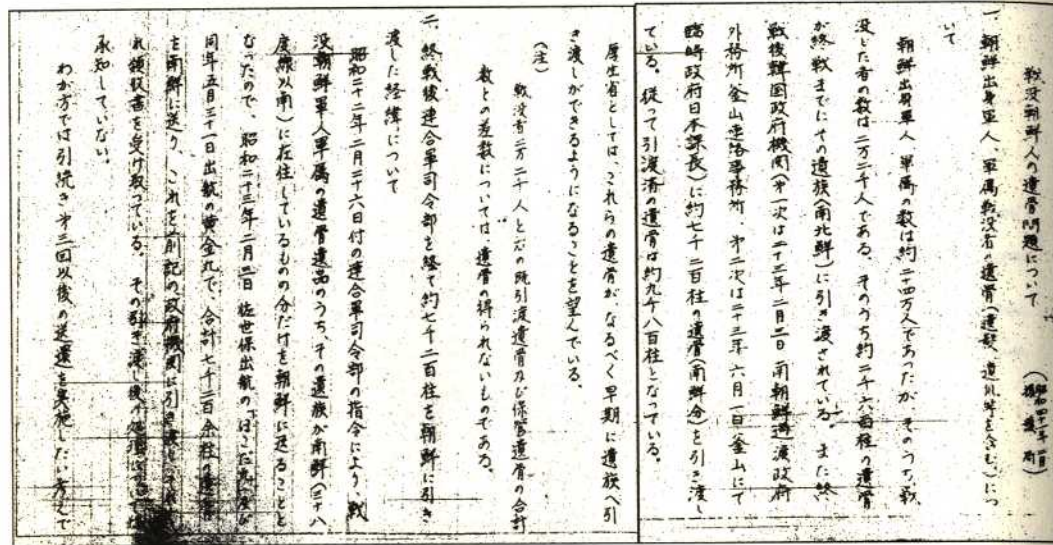 戦没朝鮮人の遺骨問題について
(昭和四十一年一月
援護局)
一、朝鮮出身軍人、軍属戦没者の遺骨(遺髪、遺爪等を含む)につ
いて
朝鮮出身軍人軍属の数は約二十四万人であったが そのうち、戦
没した者の数は二万二千人である。そのうち約二千六百柱の遺骨
が終戦までにその遺族(南北鮮)に引き渡されている。また終
戦後韓国政府機関(第一次は二十三年二月二日 南朝鮮過渡政府
外務所釜山連絡事務所、第二次は二十三年六月一日釜山にて
臨時政府日本課長)に約七千二百柱の遺骨(南鮮分)を引き渡し
ている。従って引渡済の遺骨は約九千八百柱となっている。
厚生省としては、これらの遺骨が、なるべく早期に遺族へ引
き渡しができるようになることを望んでいる。
(注)
戦没者二万二千人と六の既引渡遺骨及び保管遺骨の合計
数との差数については 遺骨の得られないものである。
二、終戦後連合軍司令部を経て約七千二百柱を朝鮮に引き
渡した経緯について
昭和二十二年二月二十六日付の連合軍司令部の指令により、戦
没朝鮮軍人軍属の遺骨遺品のうち、その遺族が南鮮(三十八
度線以南)に在住しているものの分だけを朝鮮に送ることと
なったので、昭和二十三年二月二日 佐世保出航の
同年五月三十一日出航の黄金丸で、合計七千二百余柱の遺骨
を南鮮に送り、これを前記の政府機関に引き渡し、それ
れ領収書を受け取っている。その引き渡し後の
承知していない。
わが方では引続き第三回以後の送還を実施したい考えで